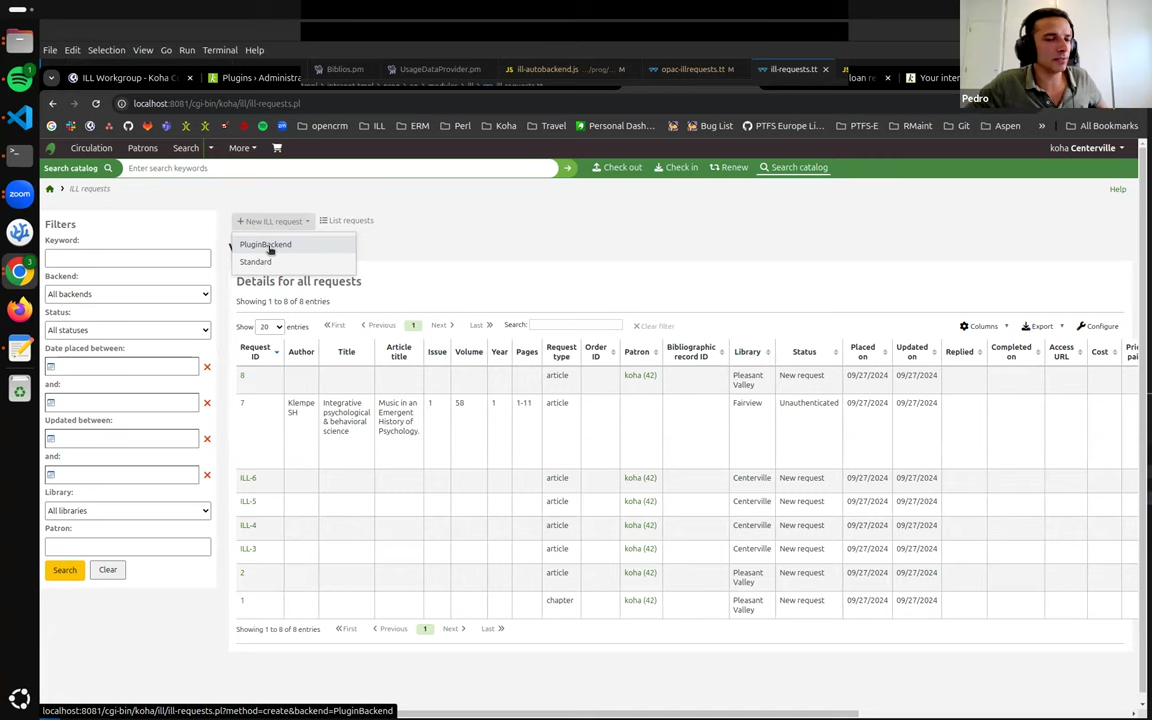 File Edit Selection View Go Run Terminal Help
Biblios.pm UsageDataProvider.pm ill-autobackend.js .../prog/... M opac-illrequests.tt M ill-requests.tt
ILL Workgroup - Koha C Plugins › Administra loan re Your intern
localhost:8081/cgi-bin/koha/ill/ill-requests.pl
Pedro
opencrm ILL ERM Perl Koha Travel Personal Dash... Bug List PTFS Europe Li... PTFS-E RMaint Git Aspen All Bookmarks
Circulation Patrons Search More koha Centerville
Search catalog Enter search keywords Check out Check in Renew Search catalog
ILL requests Help
Filters
Keyword:
Backend:
All backends
Status:
All statuses
Date placed between:
and:
Updated between:
and:
Library:
All libraries
Patron:
Search Clear
+ New ILL request List requests
PluginBackend
Standard
Details for all requests
Showing 1 to 8 of 8 entries
Show 20 entries First Previous 1 Next Last Search: Clear filter Columns Export Configure
Request ID Author Title Article title Issue Volume Year Pages Request type Order ID Patron Bibliographic record ID Library Status Placed on Updated on Replied Completed on Access URL Cost Pric paid
8 article koha (42) Pleasant Valley New request 09/27/2024 09/27/2024
7 Klempe SH Integrative psychological & behavioral science Music in an Emergent History of Psychology. 1 58 1 1-11 article Fairview Unauthenticated 09/27/2024 09/27/2024
ILL-6 article koha (42) Centerville New request 09/27/2024 09/27/2024
ILL-5 article koha (42) Centerville New request 09/27/2024 09/27/2024
ILL-4 article koha (42) Centerville New request 09/27/2024 09/27/2024
ILL-3 article koha (42) Centerville New request 09/27/2024 09/27/2024
2 article koha (42) Pleasant Valley New request 09/27/2024 09/27/2024
1 chapter koha (42) Pleasant Valley New request 09/27/2024 09/27/2024
Showing 1 to 8 of 8 entries First Previous 1 Next Last
localhost:8081/cgi-bin/koha/ill/ill-requests.pl?method=create&backend=PluginBackend